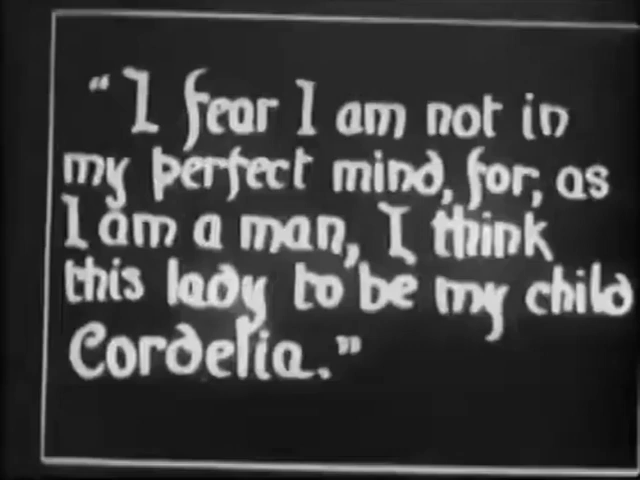 "I fear I am not in
my perfect mind, for, as
I am a man, I think
this lady to be my child
Cordelia."